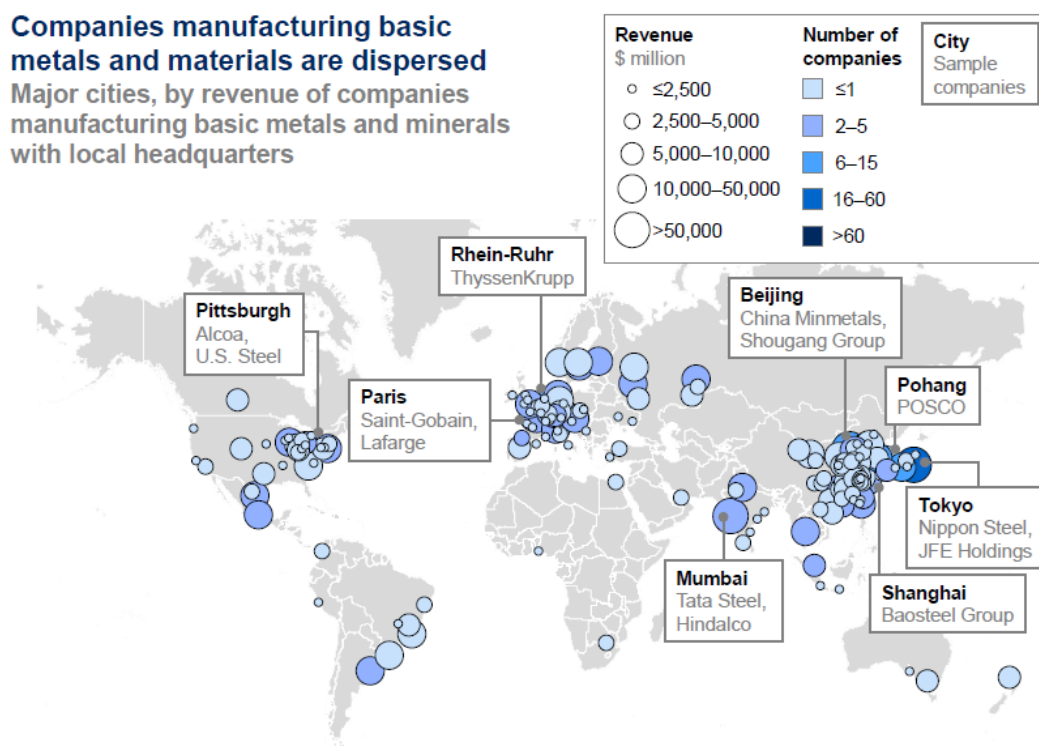 Companies manufacturing basic
metals and materials are dispersed
Major cities, by revenue of companies
manufacturing basic metals and minerals
with local headquarters
Revenue
$ million
≤2,500
2,500–5,000
5,000–10,000
10,000–50,000
>50,000
Number of
companies
≤1
2–5
6–15
16–60
>60
City
Sample
companies
Rhein-Ruhr
ThyssenKrupp
Pittsburgh
Alcoa,
U.S. Steel
Paris
Saint-Gobain,
Lafarge
Beijing
China Minmetals,
Shougang Group
Pohang
POSCO
Tokyo
Nippon Steel,
JFE Holdings
Mumbai
Tata Steel,
Hindalco
Shanghai
Baosteel Group